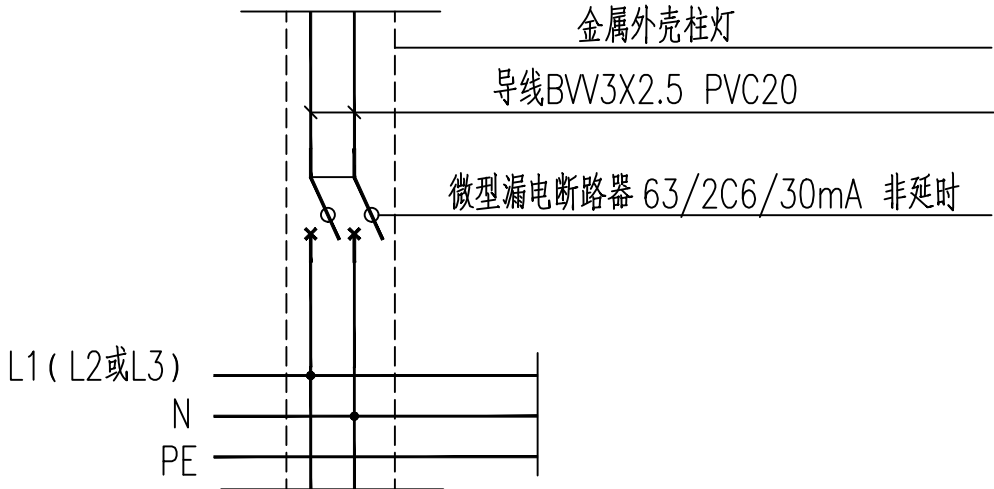 金属外壳柱灯
导线BVV3X2.5 PVC20
微型漏电断路器 63/2C6/30mA 非延时
L1(L2或L3)
N
PE